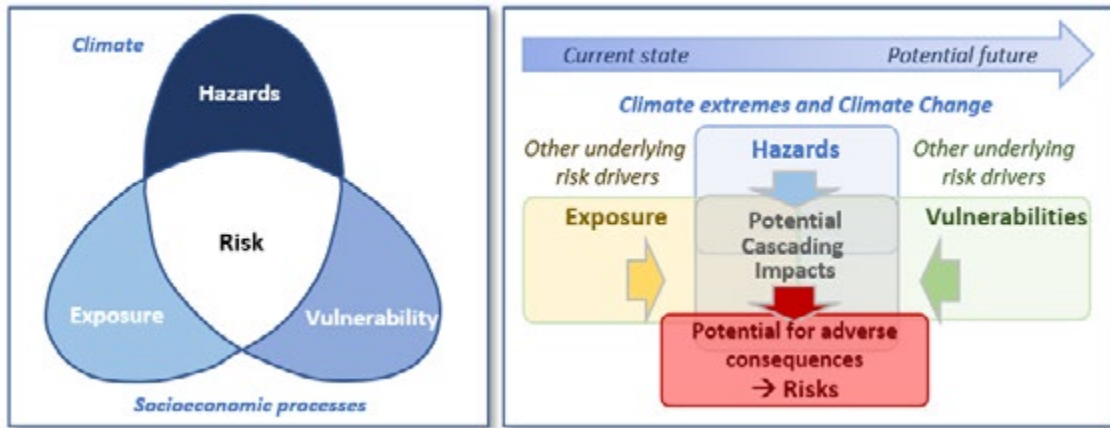 Climate
Hazards
Risk
Exposure
Vulnerability
Socioeconomic processes
Current state
Potential future
Climate extremes and Climate Change
Other underlying
risk drivers
Hazards
Other underlying
risk drivers
Exposure
Potential
Cascading
Impacts
Vulnerabilities
Potential for adverse
consequences
→ Risks